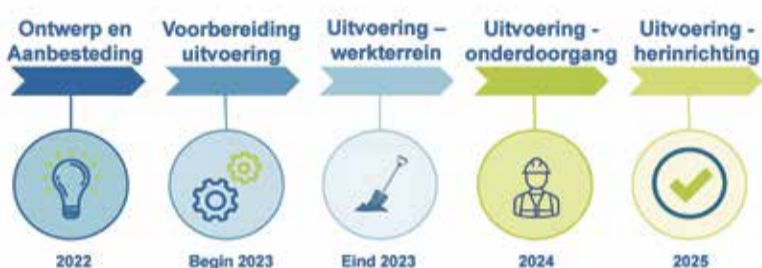 Ontwerp en
Aanbesteding
Voorbereiding
uitvoering
Uitvoering –
werkterrein
Uitvoering -
onderdoorgang
Uitvoering -
herinrichting
2022
Begin 2023
Eind 2023
2024
2025